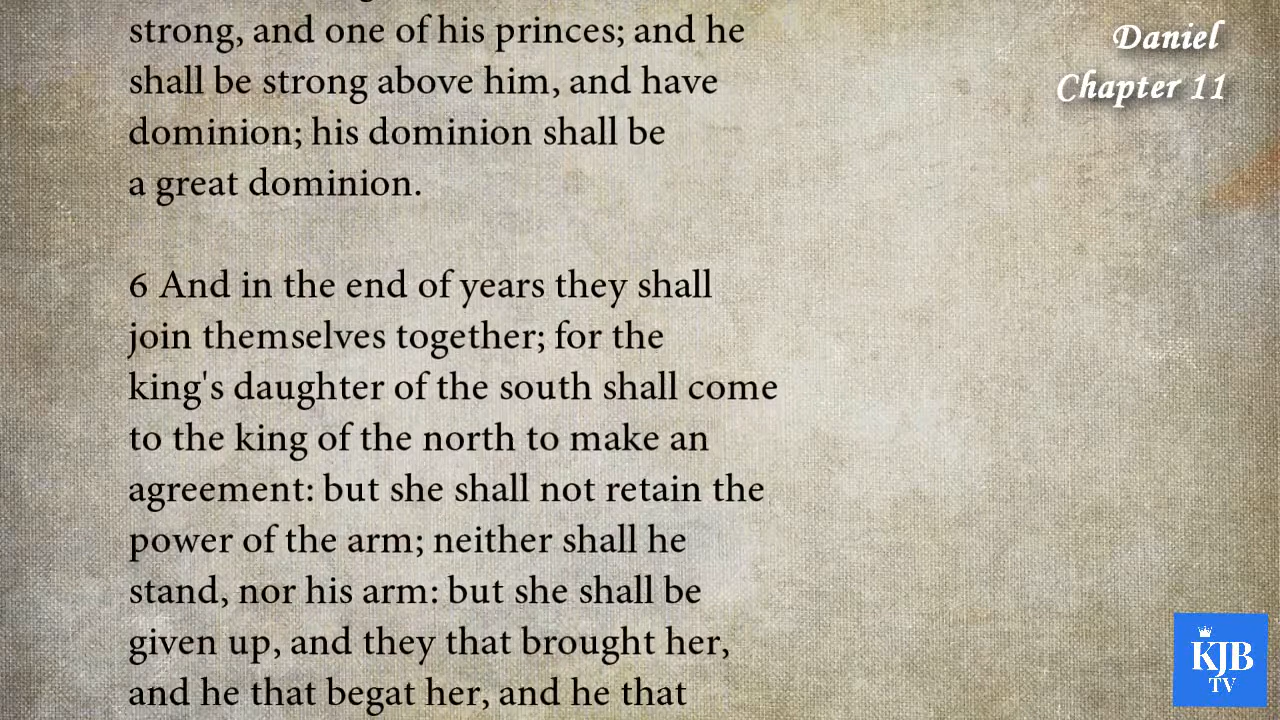 strong, and one of his princes; and he
shall be strong above him, and have
dominion; his dominion shall be
a great dominion.
6 And in the end of years they shall
join themselves together; for the
king's daughter of the south shall come
to the king of the north to make an
agreement: but she shall not retain the
power of the arm; neither shall he
stand, nor his arm: but she shall be
given up, and they that brought her,
and he that begat her, and he that
Daniel
Chapter 11
KJB
TV